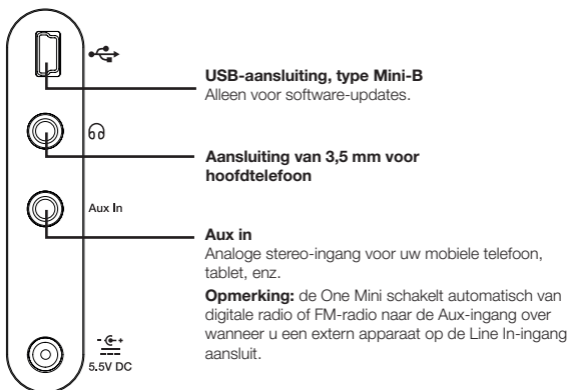 USB-aansluiting, type Mini-B
Alleen voor software-updates.
Aansluiting van 3,5 mm voor
hoofdtelefoon
Aux In
Aux in
Analoge stereo-ingang voor uw mobiele telefoon,
tablet, enz.
Opmerking: de One Mini schakelt automatisch van
digitale radio of FM-radio naar de Aux-ingang over
wanneer u een extern apparaat op de Line In-ingang
aansluit.
5.5V DC